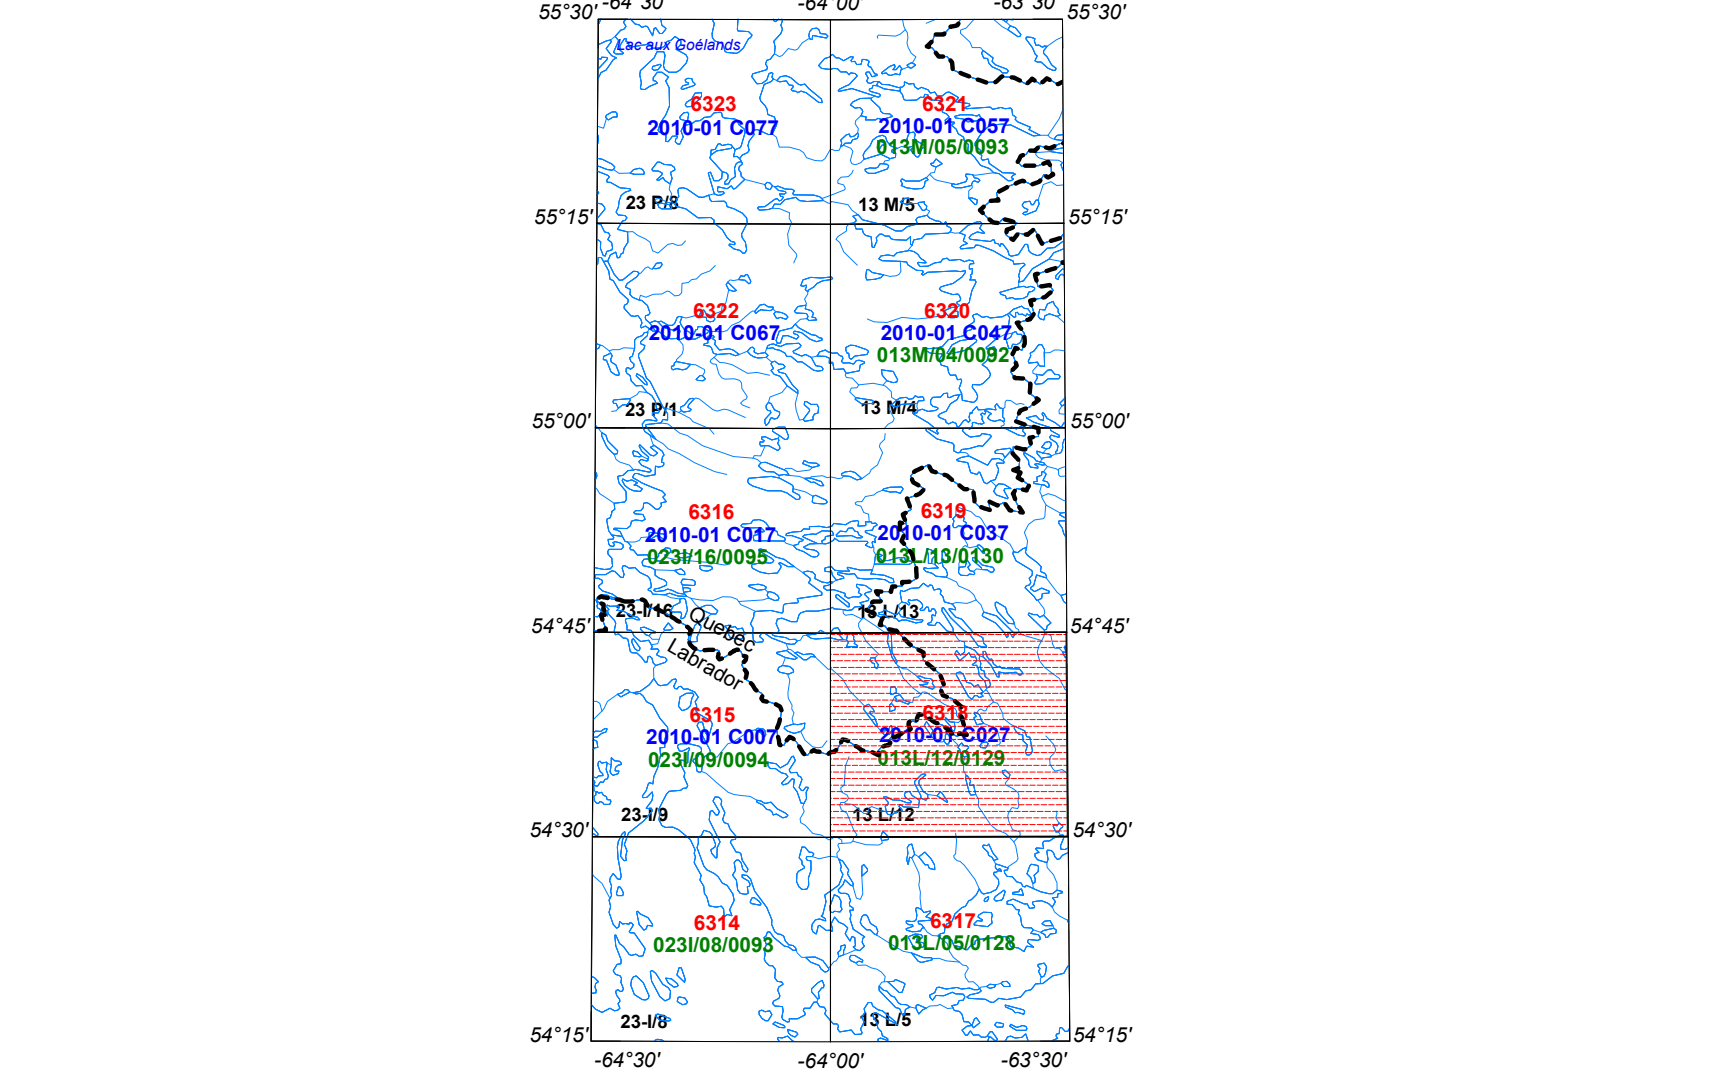 -64°30' -64°00' -63°30'
55°30' 55°30'
Lac aux Goélands
6323 6321
2010-01 C077 2010-01 C057
013M/05/0093
23 P/8 13 M/5
55°15' 55°15'
6322 6320
2010-01 C067 2010-01 C047
013M/04/0092
23 P/1 13 M/4
55°00' 55°00'
6316 6319
2010-01 C017 2010-01 C037
023I/16/0095 013L/13/0130
23-I/16 13 L/13
Quebec
54°45' 54°45'
Labrador
6315 6318
2010-01 C007 2010-01 C027
023I/09/0094 013L/12/0129
23-I/9 13 L/12
54°30' 54°30'
6314 6317
023I/08/0093 013L/05/0128
23-I/8 13 L/5
54°15' 54°15'
-64°30' -64°00' -63°30'